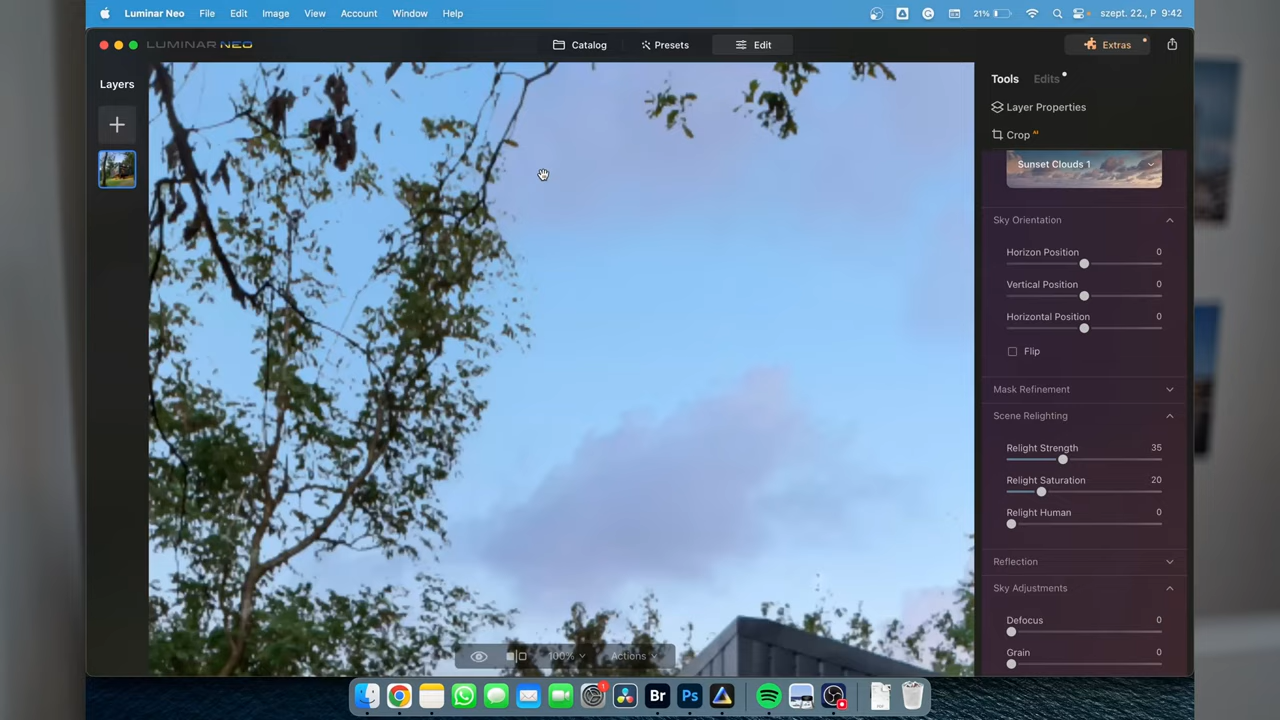 Luminar Neo File Edit Image View Account Window Help 21% szept. 22., P 9:42
LUMINAR NEO Catalog Presets Edit Extras
Layers
Tools Edits
Layer Properties
Crop AI
Sunset Clouds 1
Sky Orientation
Horizon Position 0
Vertical Position 0
Horizontal Position 0
Flip
Mask Refinement
Scene Relighting
Relight Strength 35
Relight Saturation 20
Relight Human 0
Reflection
Sky Adjustments
Defocus 0
Grain 0
100% Actions
Br Ps
1